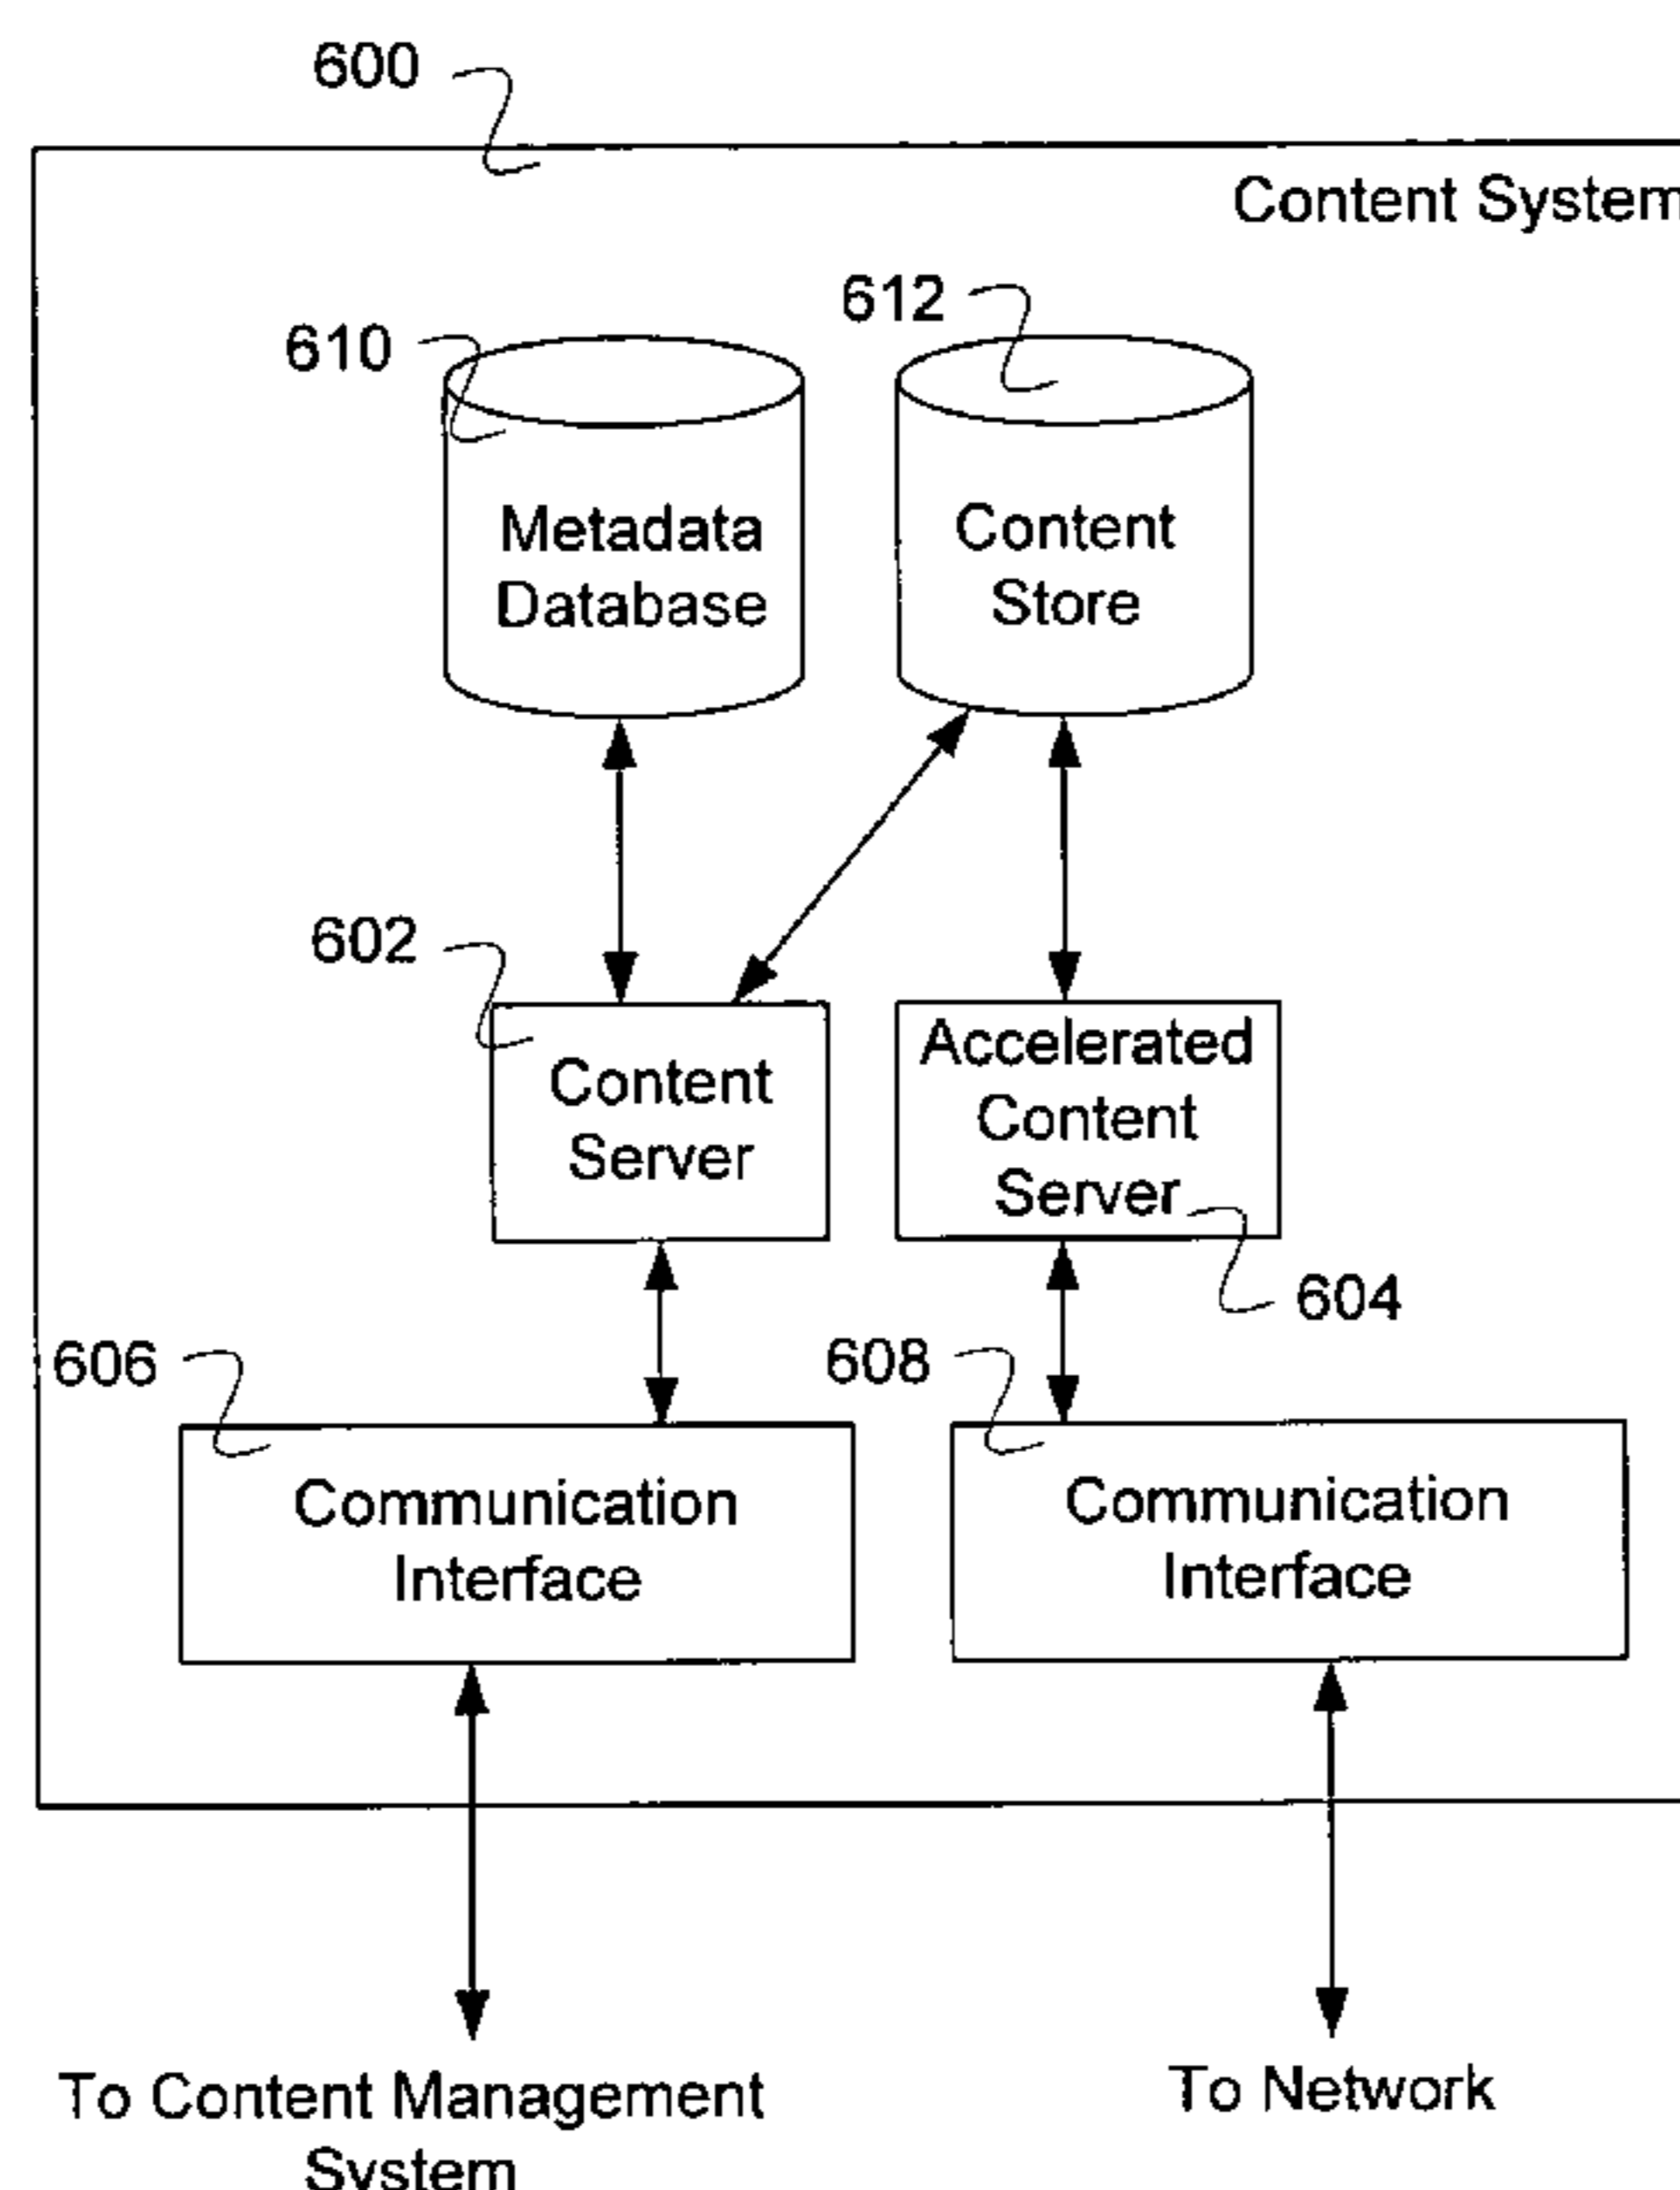 600
Content System
612
610
Metadata
Database
Content
Store
602
Content
Server
Accelerated
Content
Server
604
606
608
Communication
Interface
Communication
Interface
To Content Management
System
To Network